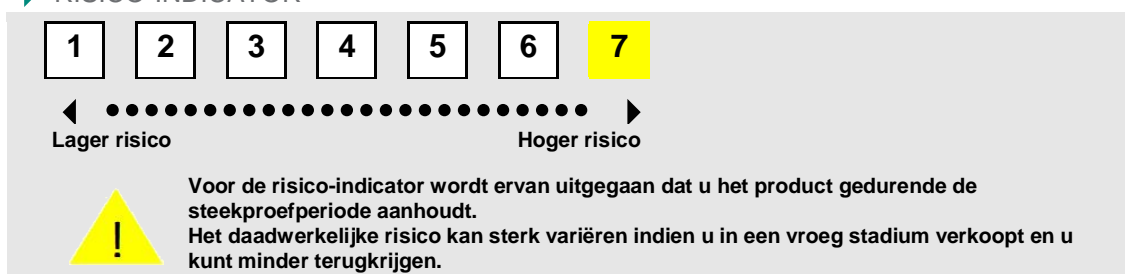 RISICO-INDICATOR
1 2 3 4 5 6 7
Lager risico Hoger risico
Voor de risico-indicator wordt ervan uitgegaan dat u het product gedurende de
steekproefperiode aanhoudt.
Het daadwerkelijke risico kan sterk variëren indien u in een vroeg stadium verkoopt en u
kunt minder terugkrijgen.